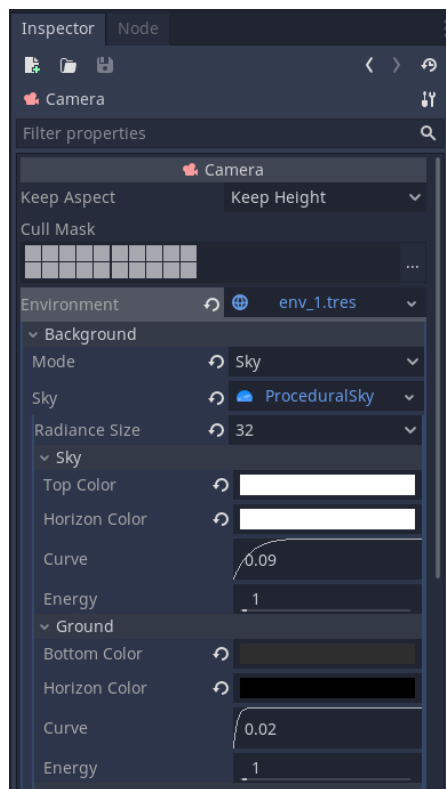 Inspector Node
Camera
Filter properties
Camera
Keep Aspect Keep Height
Cull Mask
...
Environment env_1.tres
Background
Mode Sky
Sky ProceduralSky
Radiance Size 32
Sky
Top Color
Horizon Color
Curve 0.09
Energy 1
Ground
Bottom Color
Horizon Color
Curve 0.02
Energy 1